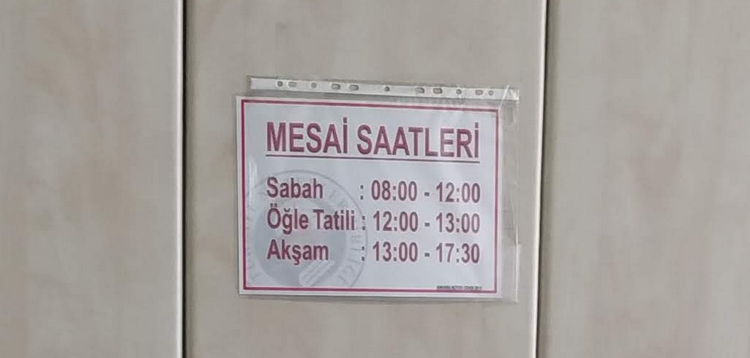 MESAİ SAATLERİ
Sabah : 08:00 - 12:00
Öğle Tatili : 12:00 - 13:00
Akşam : 13:00 - 17:30